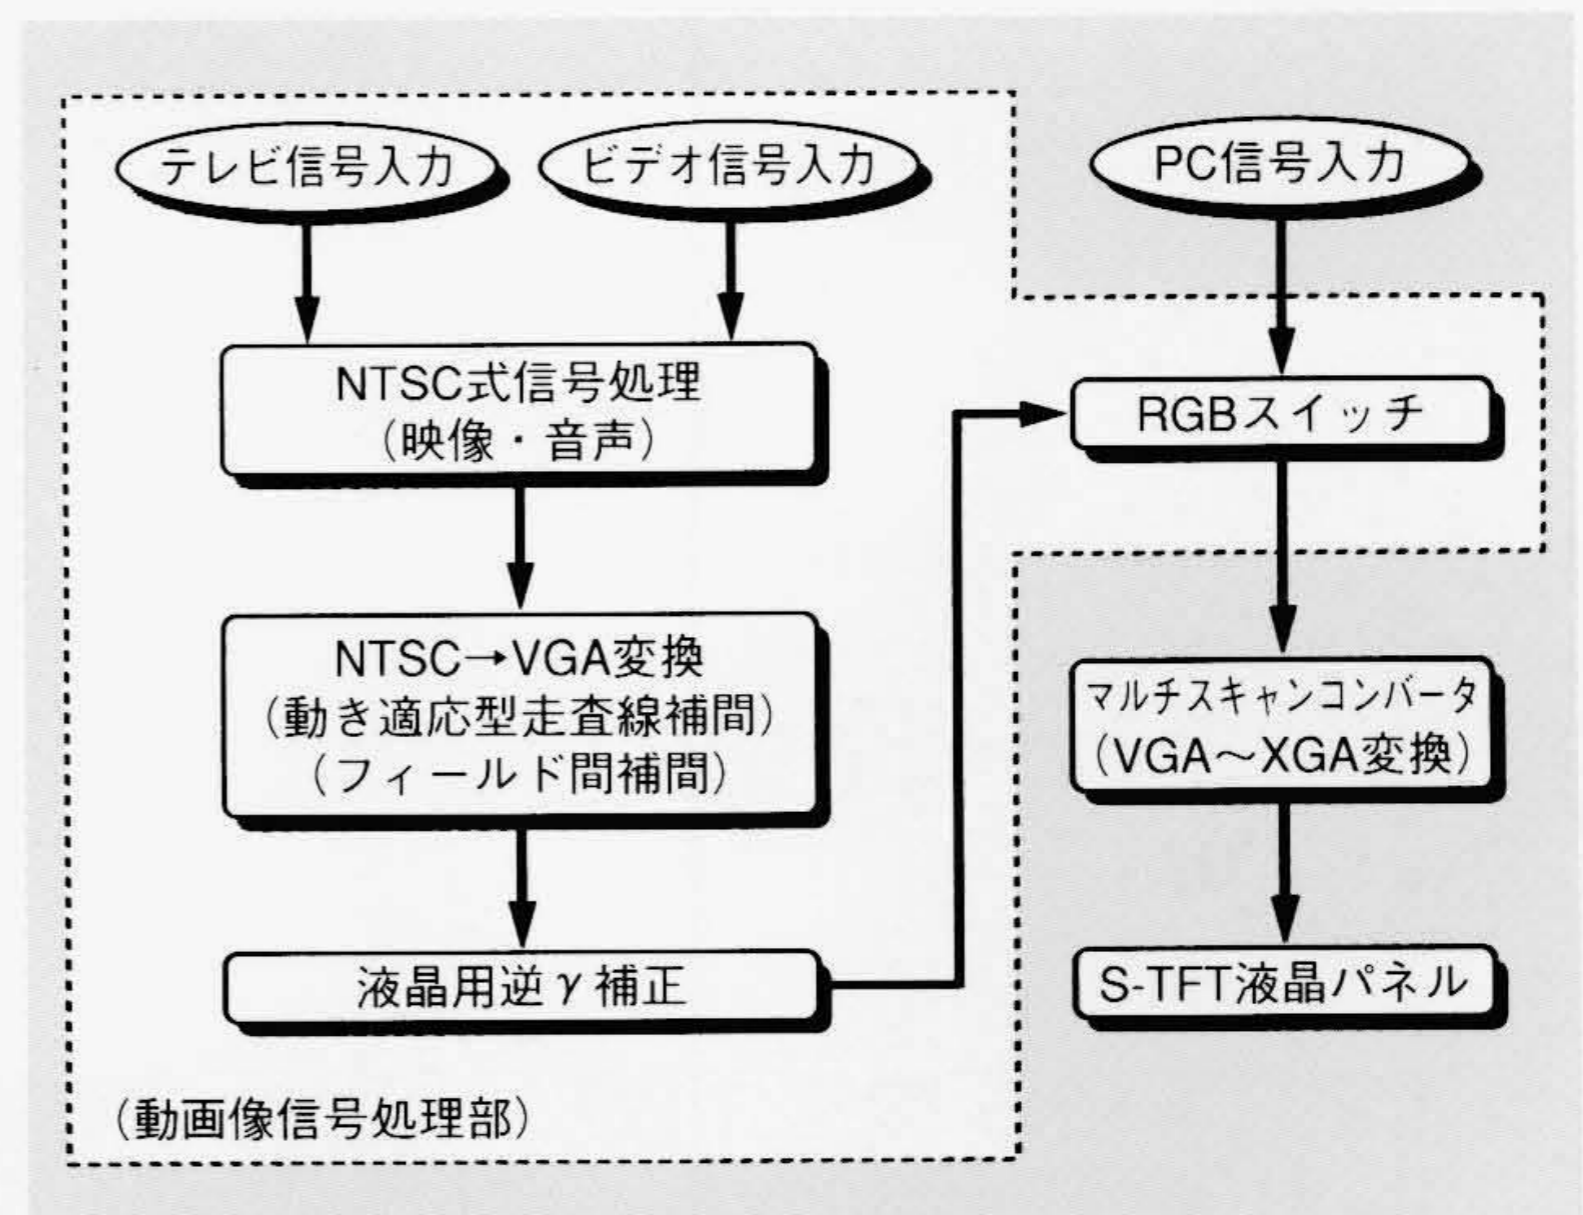 テレビ信号入力
ビデオ信号入力
PC信号入力
NTSC式信号処理
(映像・音声)
RGBスイッチ
NTSC→VGA変換
(動き適応型走査線補間)
(フィールド間補間)
マルチスキャンコンバータ
(VGA～XGA変換)
液晶用逆γ補正
S-TFT液晶パネル
(動画像信号処理部)